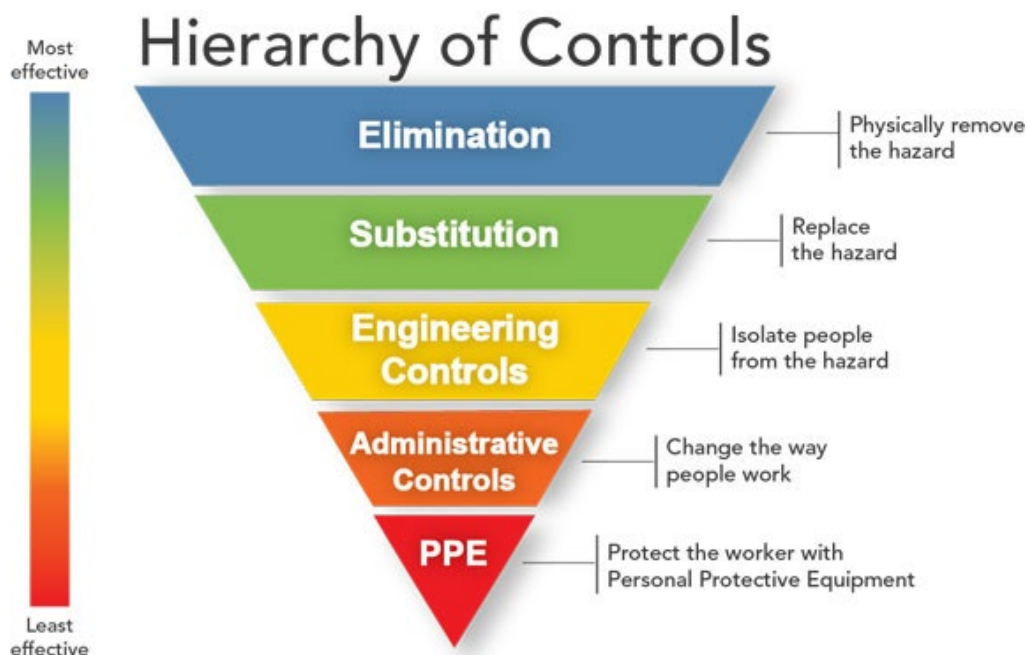 Hierarchy of Controls
Most
effective
Elimination
Physically remove
the hazard
Substitution
Replace
the hazard
Engineering
Controls
Isolate people
from the hazard
Administrative
Controls
Change the way
people work
PPE
Protect the worker with
Personal Protective Equipment
Least
effective